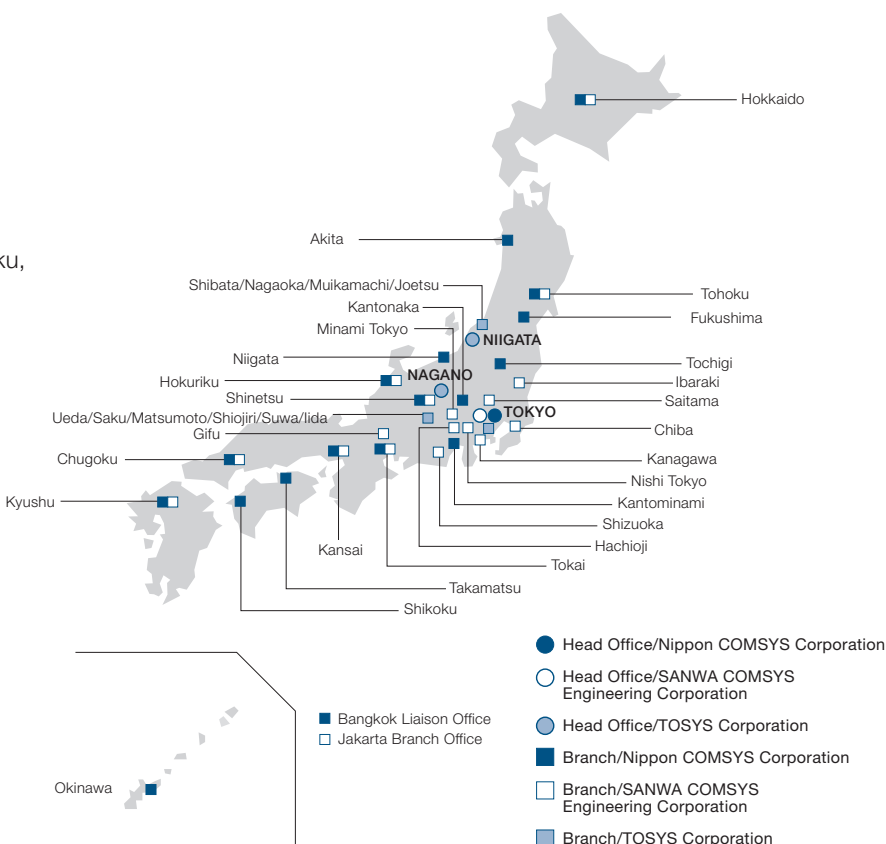 Hokkaido
ku,
Akita
Shibata/Nagaoka/Muikamachi/Joetsu
Tohoku
Kantonaka
Fukushima
Minami Tokyo
NIIGATA
Niigata
Tochigi
NAGANO
Hokuriku
Ibaraki
Shinetsu
Saitama
TOKYO
Ueda/Saku/Matsumoto/Shiojiri/Suwa/Iida
Gifu
Chiba
Chugoku
Kanagawa
Nishi Tokyo
Kyushu
Kantominami
Shizuoka
Kansai
Hachioji
Tokai
Takamatsu
Shikoku
Head Office/Nippon COMSYS Corporation
Head Office/SANWA COMSYS
Engineering Corporation
Bangkok Liaison Office
Head Office/TOSYS Corporation
Jakarta Branch Office
Branch/Nippon COMSYS Corporation
Okinawa
Branch/SANWA COMSYS
Engineering Corporation
Branch/TOSYS Corporation